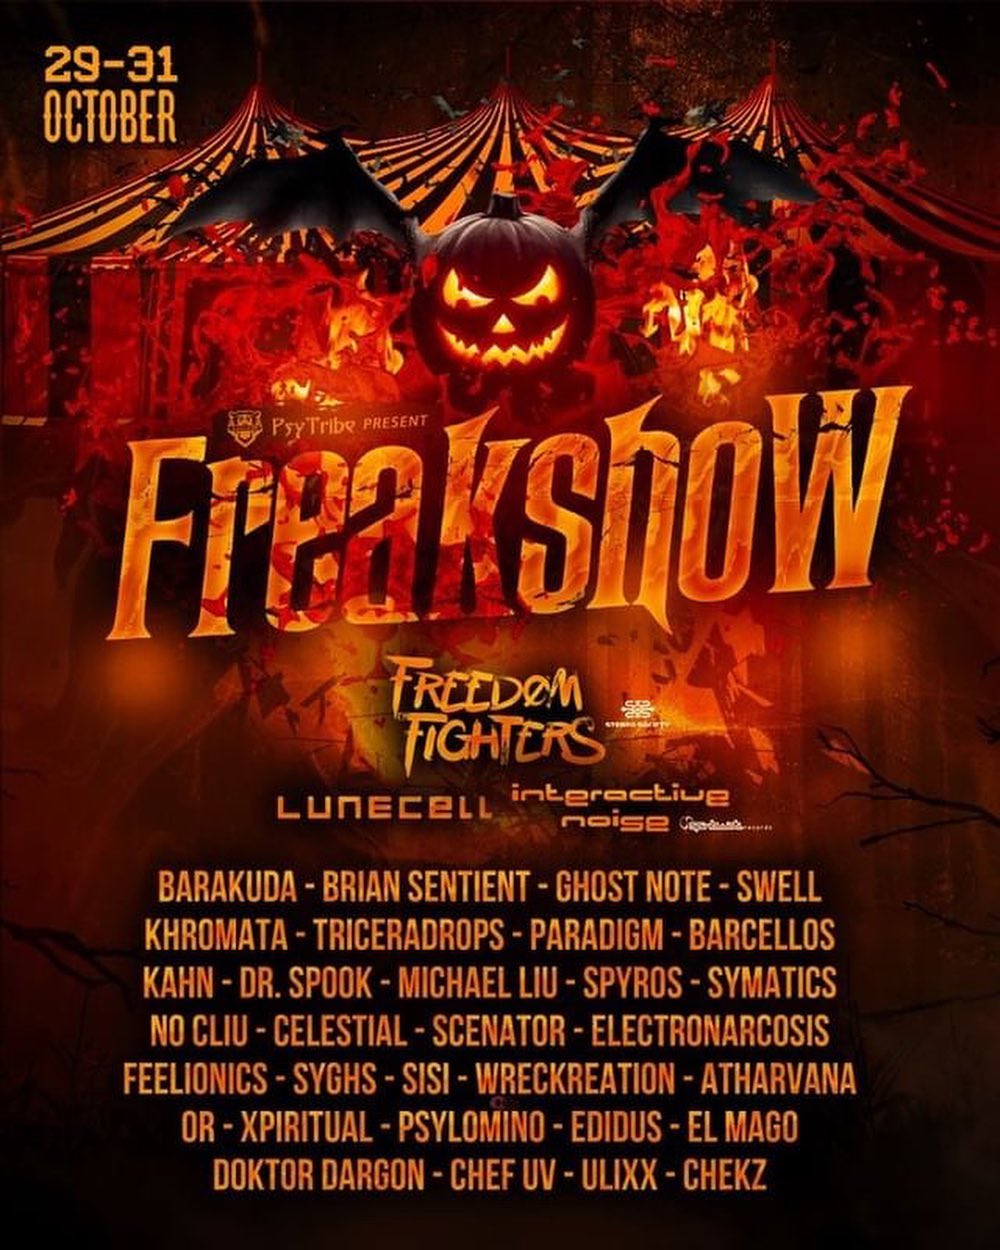 29-31
OCTOBER
PsyTribe PRESENT
Freakshow
FREEDOM
FIGHTERS
LUNECELL
interactive
noise
records
BARAKUDA - BRIAN SENTIENT - GHOST NOTE - SWELL
KHROMATA - TRICERADROPS - PARADIGM - BARCELLOS
KAHN - DR. SPOOK - MICHAEL LIU - SPYROS - SYMATICS
NO CLIU - CELESTIAL - SCENATOR - ELECTRONARCOSIS
FEELIONICS - SYGHS - SISI - WRECKREATION - ATHARVANA
OR - XPIRITUAL - PSYLOMINO - EDIDUS - EL MAGO
DOKTOR DARGON - CHEF UV - ULIXX - CHEKZ